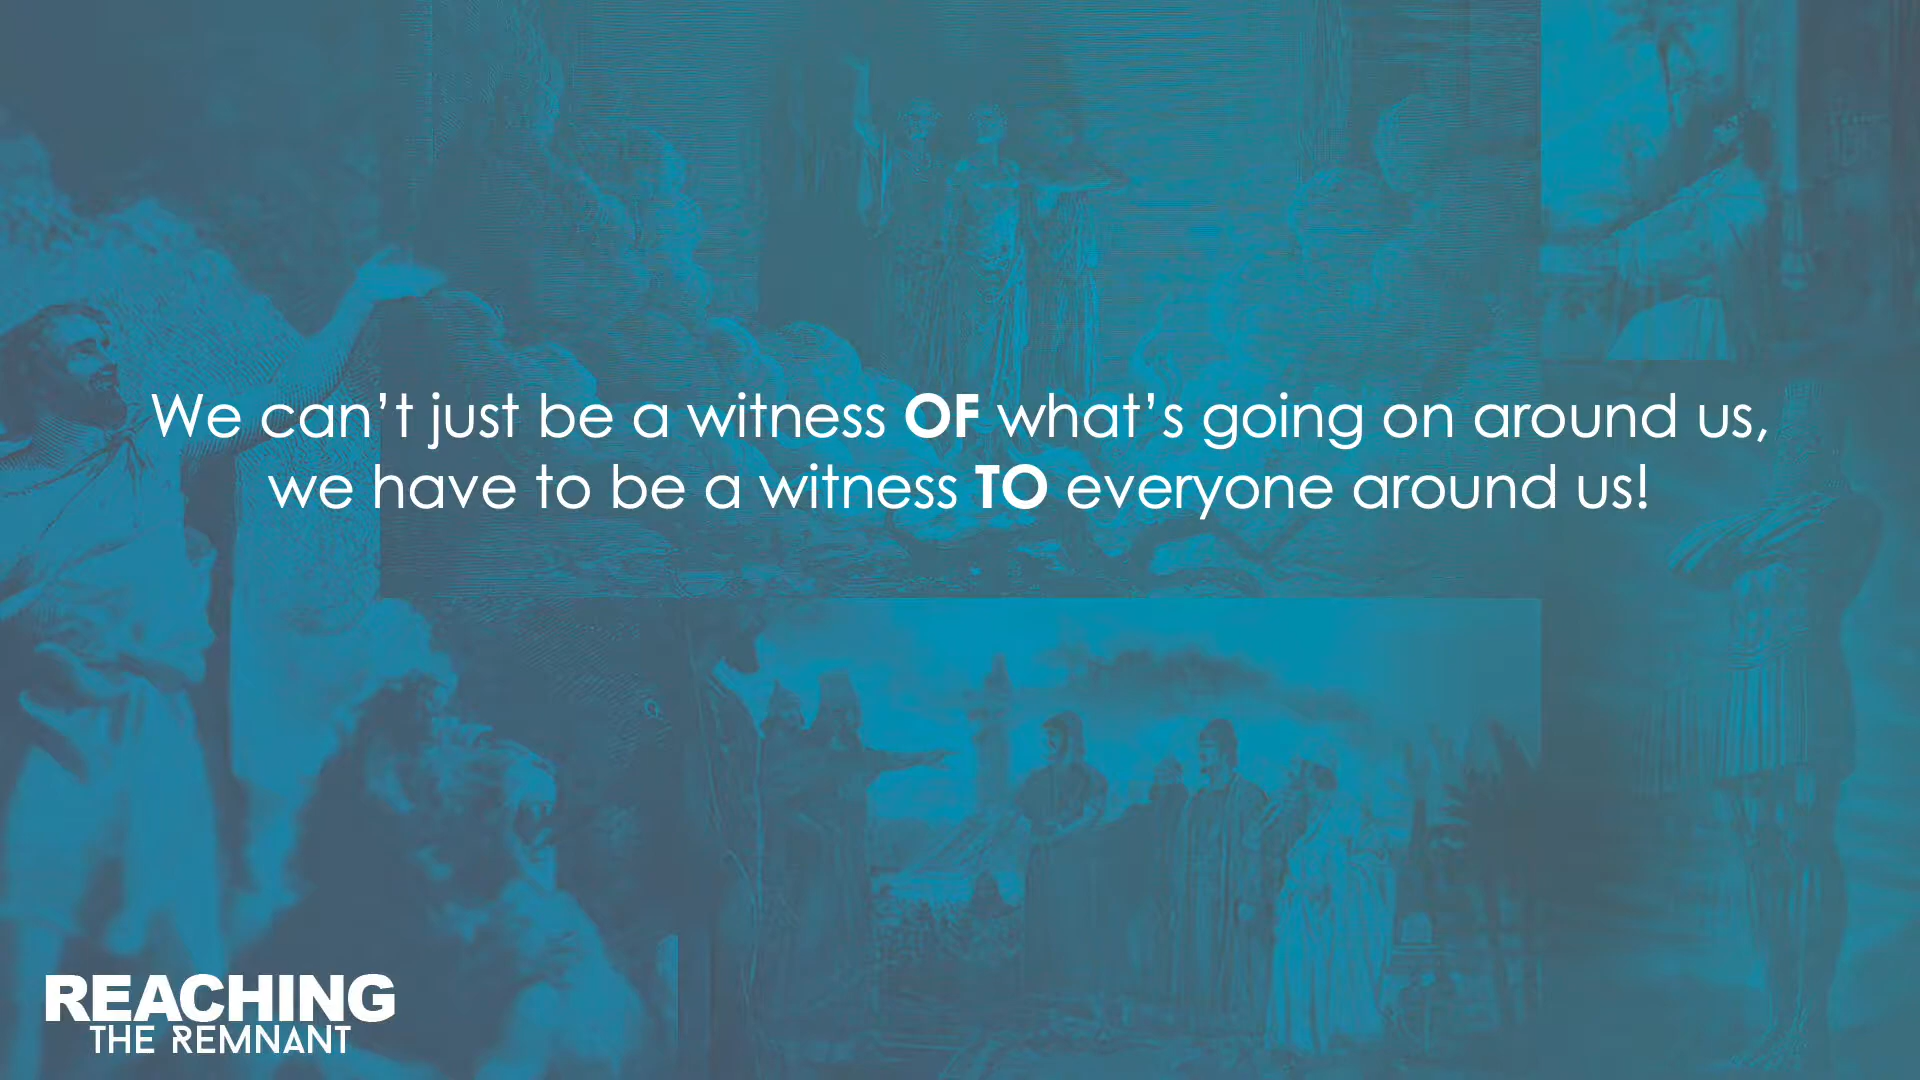 We can’t just be a witness OF what’s going on around us,
we have to be a witness TO everyone around us!
REACHING
THE REMNANT